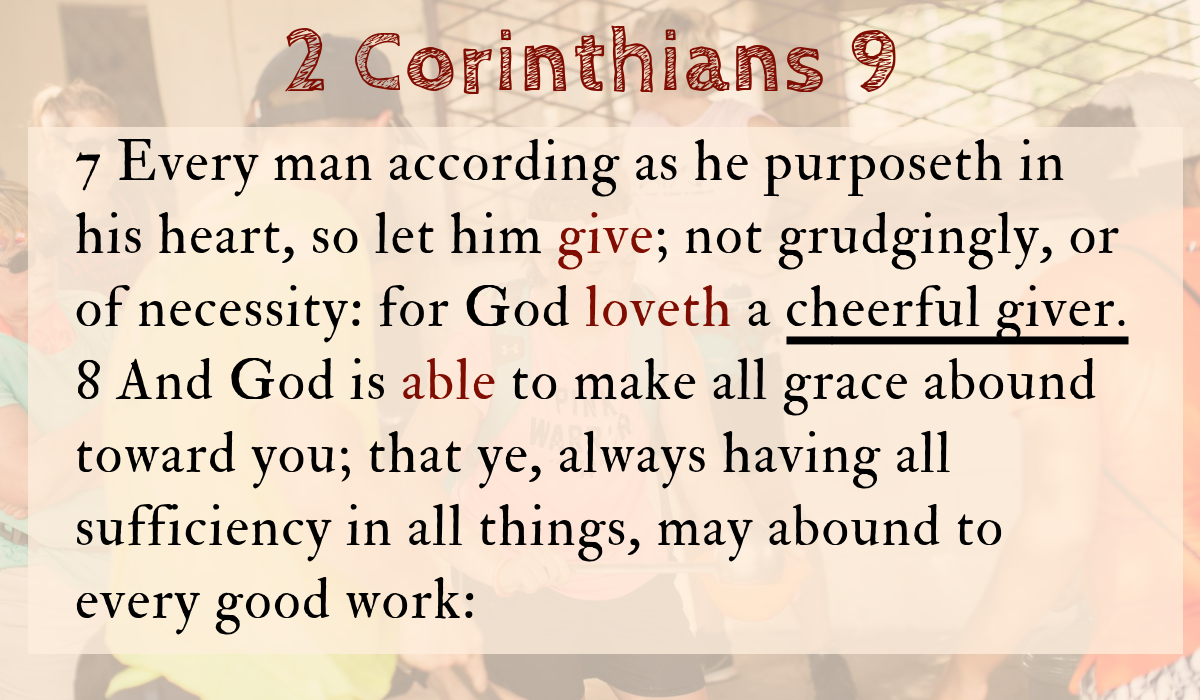 2 Corinthians 9
7 Every man according as he purposeth in
his heart, so let him give; not grudgingly, or
of necessity: for God loveth a cheerful giver.
8 And God is able to make all grace abound
toward you; that ye, always having all
sufficiency in all things, may abound to
every good work: